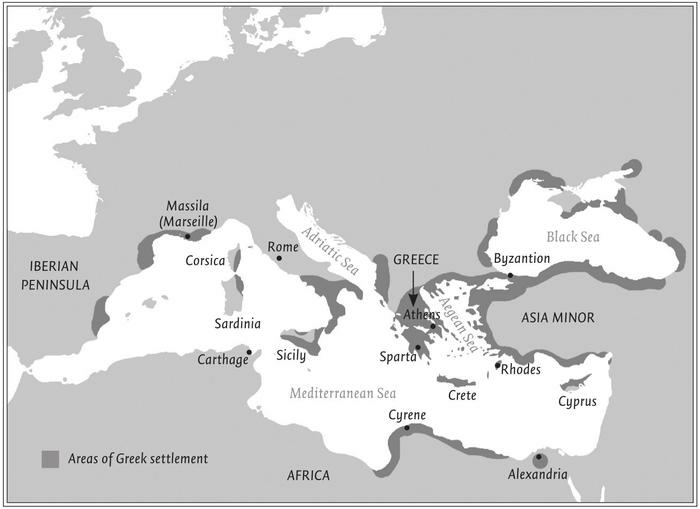 Massila
(Marseille)
Corsica
Rome
Adriatic Sea
Black Sea
Byzantion
GREECE
IBERIAN
PENINSULA
Athens
Aegean Sea
ASIA MINOR
Sardinia
Carthage
Sicily
Sparta
Rhodes
Mediterranean Sea
Crete
Cyprus
Cyrene
Areas of Greek settlement
AFRICA
Alexandria